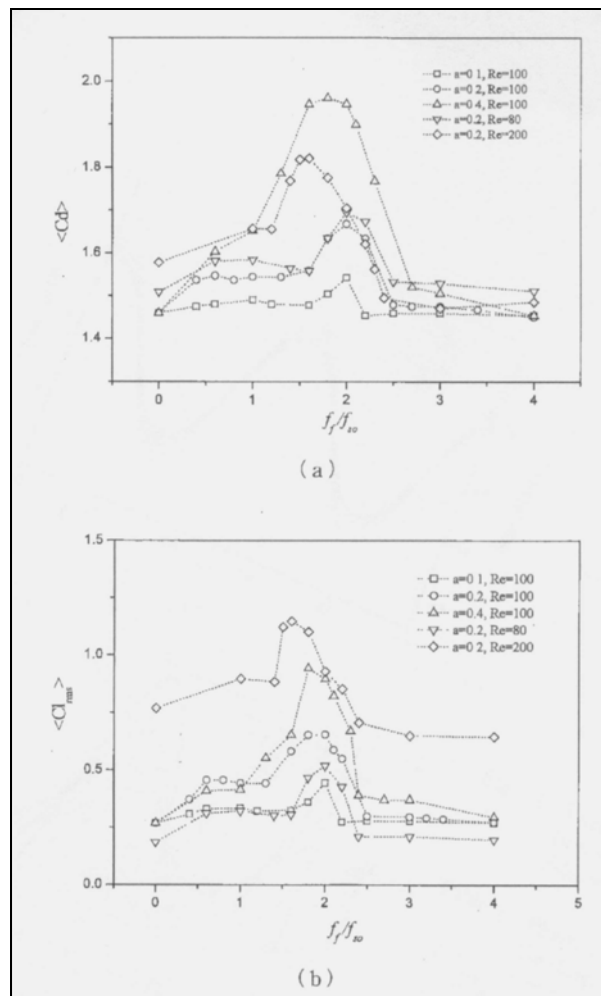 2.0
1.8
1.6
1.4
<Cd>
a=0 1, Re=100
a=0 2, Re=100
a=0 4, Re=100
a=0.2, Re=80
a=0.2, Re=200
0 1 2 3 4
f_f/f_so
(a)
1.5
1.0
0.5
0.0
<Cl_rms>
a=0 1, Re=100
a=0.2, Re=100
a=0.4, Re=100
a=0.2, Re=80
a=0 2, Re=200
0 1 2 3 4 5
f_f/f_so
(b)